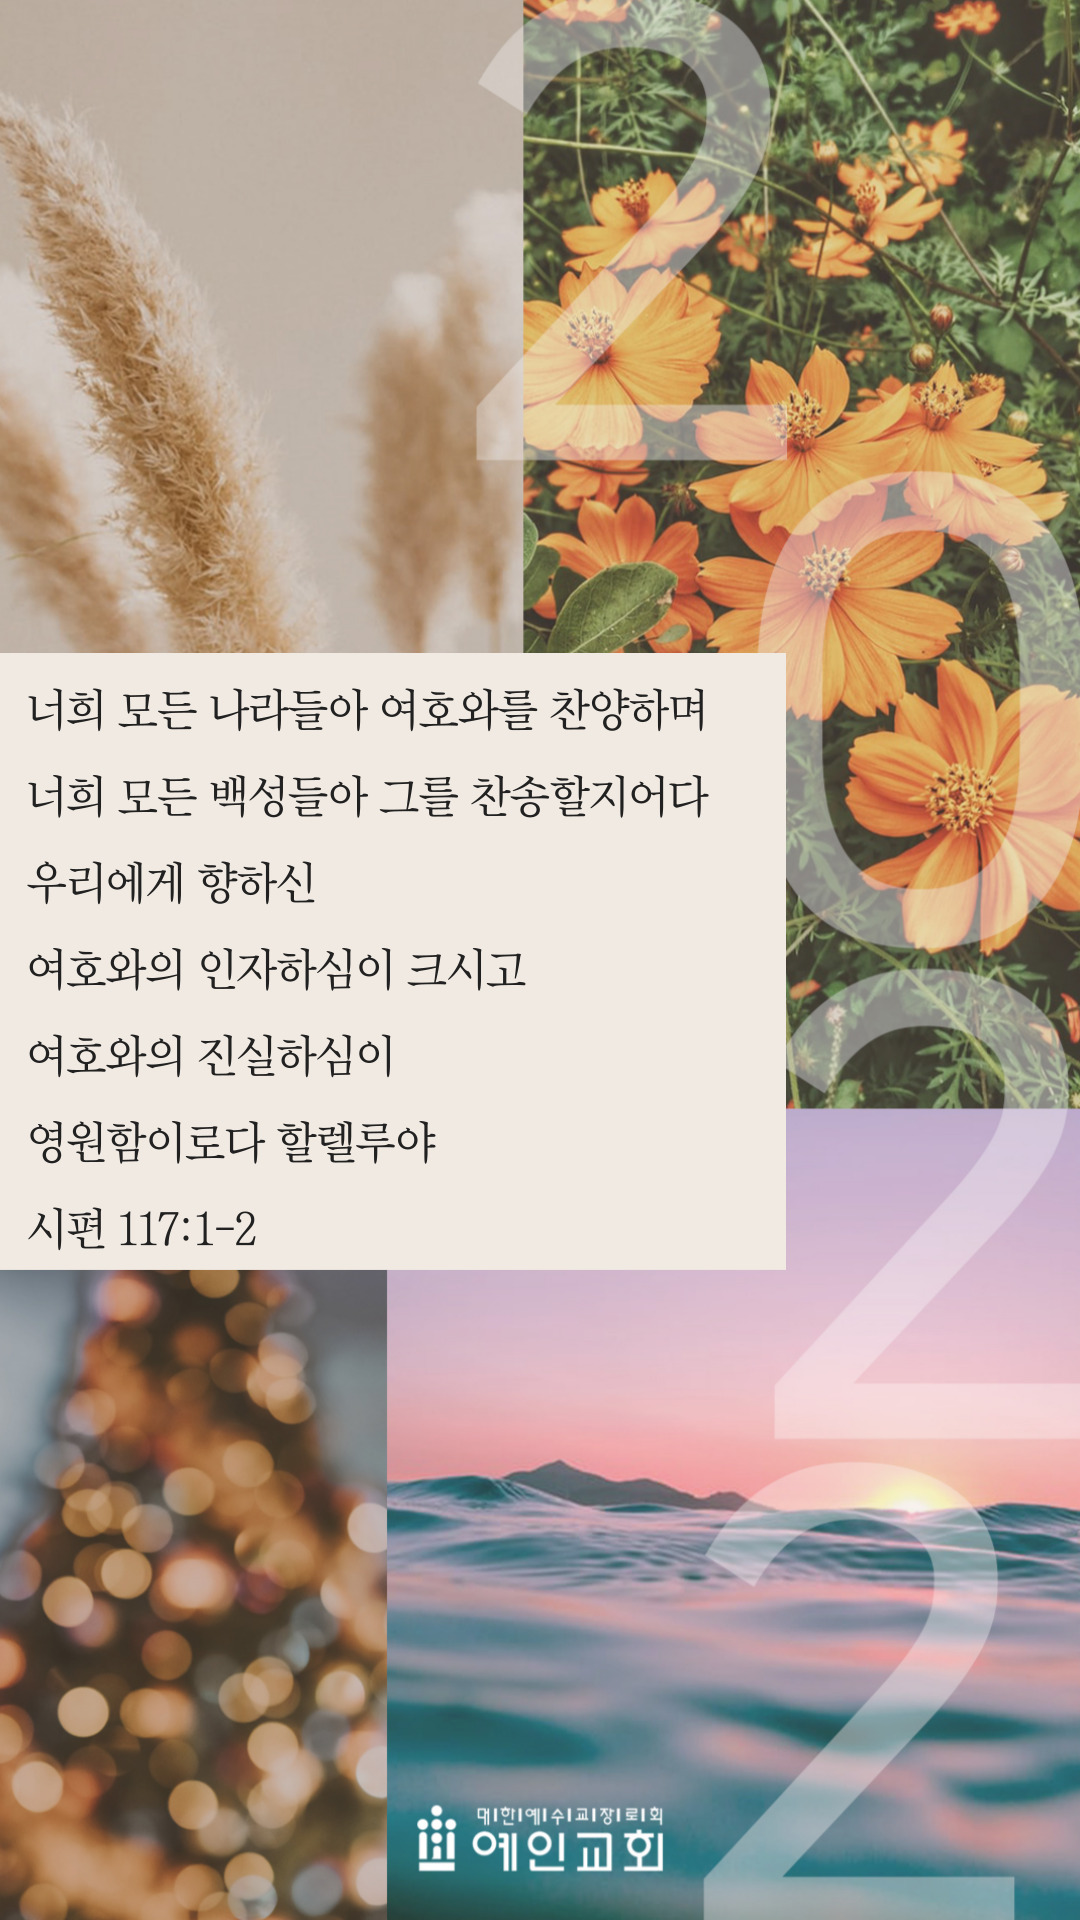 2
0
2
2
너희 모든 나라들아 여호와를 찬양하며
너희 모든 백성들아 그를 찬송할지어다
우리에게 향하신
여호와의 인자하심이 크시고
여호와의 진실하심이
영원함이로다 할렐루야
시편 117:1-2
대한예수교장로회
예인교회